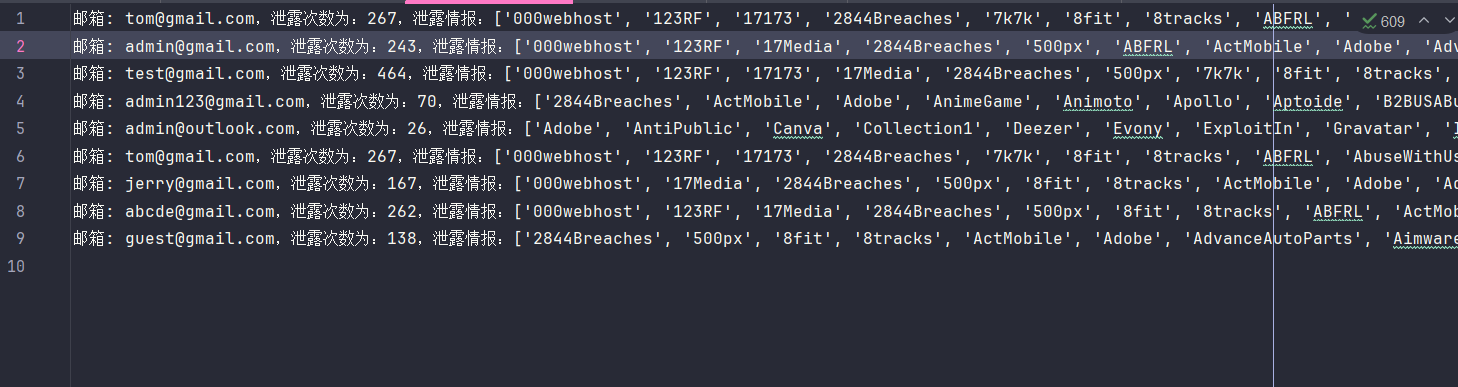 609
1 邮箱: tom@gmail.com，泄露次数为：267，泄露情报：['000webhost', '123RF', '17173', '2844Breaches', '7k7k', '8fit', '8tracks', 'ABFRL', '
2 邮箱: admin@gmail.com，泄露次数为：243，泄露情报：['000webhost', '123RF', '17Media', '2844Breaches', '500px', 'ABFRL', 'ActMobile', 'Adobe', 'Adv
3 邮箱: test@gmail.com，泄露次数为：464，泄露情报：['000webhost', '123RF', '17173', '17Media', '2844Breaches', '500px', '7k7k', '8fit', '8tracks',
4 邮箱: admin123@gmeil.com，泄露次数为：70，泄露情报：['2844Breaches', 'ActMobile', 'Adobe', 'AnimeGame', 'Animoto', 'Apollo', 'Aptoide', 'B2BUSABu
5 邮箱: admin@outlook.com，泄露次数为：26，泄露情报：['Adobe', 'AntiPublic', 'Canva', 'Collection1', 'Deezer', 'Evony', 'ExploitIn', 'Gravatar', '
6 邮箱: tom@gmail.com，泄露次数为：267，泄露情报：['000webhost', '123RF', '17173', '2844Breaches', '7k7k', '8fit', '8tracks', 'ABFRL', 'AbuseWithUs
7 邮箱: jerry@gmail.com，泄露次数为：167，泄露情报：['000webhost', '17Media', '2844Breaches', '500px', '8fit', '8tracks', 'ActMobile', 'Adobe', 'Ad
8 邮箱: abcde@gmail.com，泄露次数为：262，泄露情报：['000webhost', '123RF', '17Media', '2844Breaches', '500px', '8fit', '8tracks', 'ABFRL', 'ActMob
9 邮箱: guest@gmail.com，泄露次数为：138，泄露情报：['2844Breaches', '500px', '8fit', '8tracks', 'ActMobile', 'Adobe', 'AdvanceAutoParts', 'Aimware
10